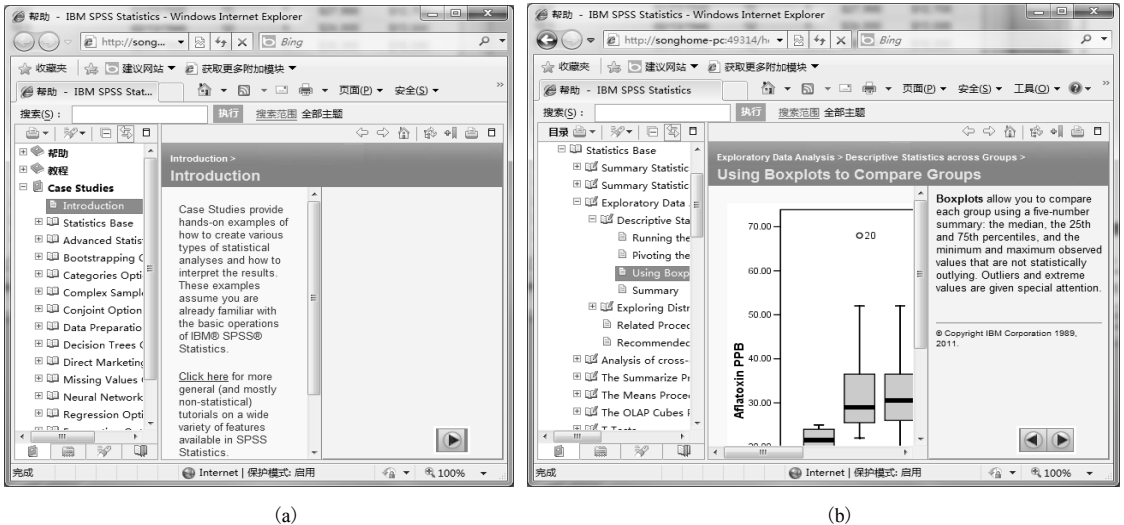 帮助 - IBM SPSS Statistics - Windows Internet Explorer
http://song...
Bing
收藏夹
建议网站
获取更多附加模块
帮助 - IBM SPSS Stat...
页面(P)
安全(S)
»
搜索(S)：
执行
搜索范围 全部主题
帮助
教程
Case Studies
Introduction
Statistics Base
Advanced Statis
Bootstrapping
Categories Opti
Complex Sampl
Conjoint Option
Data Preparatio
Decision Trees
Direct Marketing
Missing Values
Neural Network
Regression Opti
Introduction >
Introduction
Case Studies provide
hands-on examples of
how to create various
types of statistical
analyses and how to
interpret the results.
These examples
assume you are
already familiar with
the basic operations
of IBM® SPSS®
Statistics.
Click here for more
general (and mostly
non-statistical)
tutorials on a wide
variety of features
available in SPSS
Statistics.
完成
Internet | 保护模式: 启用
100%
(a)
帮助 - IBM SPSS Statistics - Windows Internet Explorer
http://songhome-pc:49314/h
Bing
收藏夹
建议网站
获取更多附加模块
帮助 - IBM SPSS Statistics
页面(P)
安全(S)
工具(O)
»
搜索(S)：
执行
搜索范围 全部主题
目录
Statistics Base
Summary Statistic
Summary Statistic
Exploratory Data
Descriptive Sta
Running the
Pivoting the
Using Boxp
Summary
Exploring Distr
Related Proced
Recommended
Analysis of cross-
The Summarize Pr
The Means Proce
The OLAP Cubes
T Tests
Exploratory Data Analysis > Descriptive Statistics across Groups >
Using Boxplots to Compare Groups
70.00
60.00
50.00
40.00
30.00
20.00
20
Aflatoxin PPB
Boxplots allow you to compare
each group using a five-number
summary: the median, the 25th
and 75th percentiles, and the
minimum and maximum observed
values that are not statistically
outlying. Outliers and extreme
values are given special attention.
® Copyright IBM Corporation 1989,
2011.
完成
Internet | 保护模式: 启用
100%
(b)